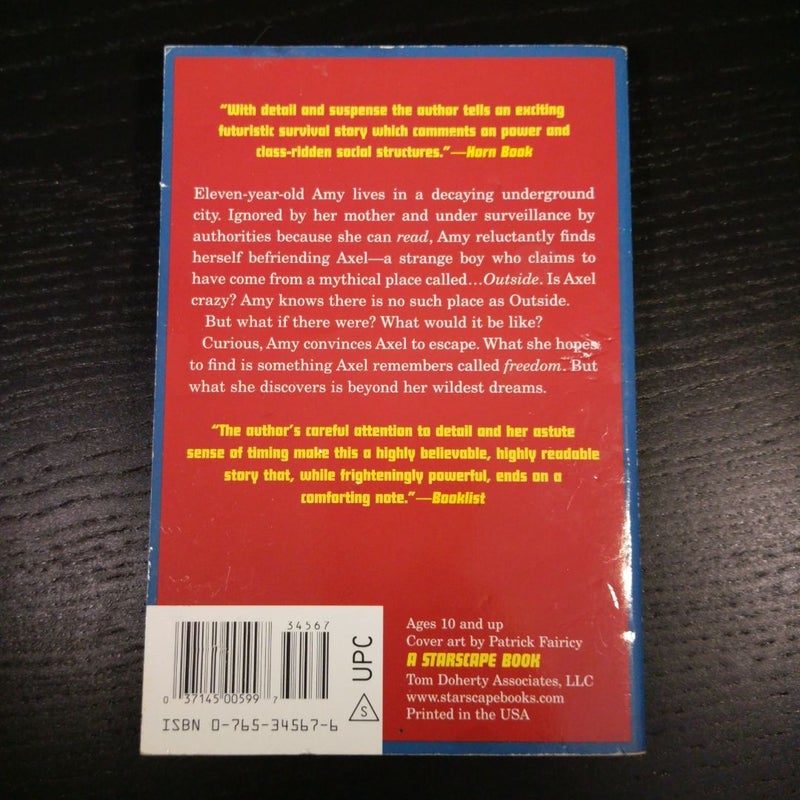 "With detail and suspense the author tells an exciting
futuristic survival story which comments on power and
class-ridden social structures."—Horn Book
Eleven-year-old Amy lives in a decaying underground
city. Ignored by her mother and under surveillance by
authorities because she can read, Amy reluctantly finds
herself befriending Axel—a strange boy who claims to
have come from a mythical place called...Outside. Is Axel
crazy? Amy knows there is no such place as Outside.
But what if there were? What would it be like?
Curious, Amy convinces Axel to escape. What she hopes
to find is something Axel remembers called freedom. But
what she discovers is beyond her wildest dreams.
"The author's careful attention to detail and her astute
sense of timing make this a highly believable, highly readable
story that, while frighteningly powerful, ends on a
comforting note."—Booklist
34567
0 37145 00599 7
UPC
S
ISBN 0-765-34567-6
Ages 10 and up
Cover art by Patrick Fairicy
A STARSCAPE BOOK
Tom Doherty Associates, LLC
www.starscapebooks.com
Printed in the USA